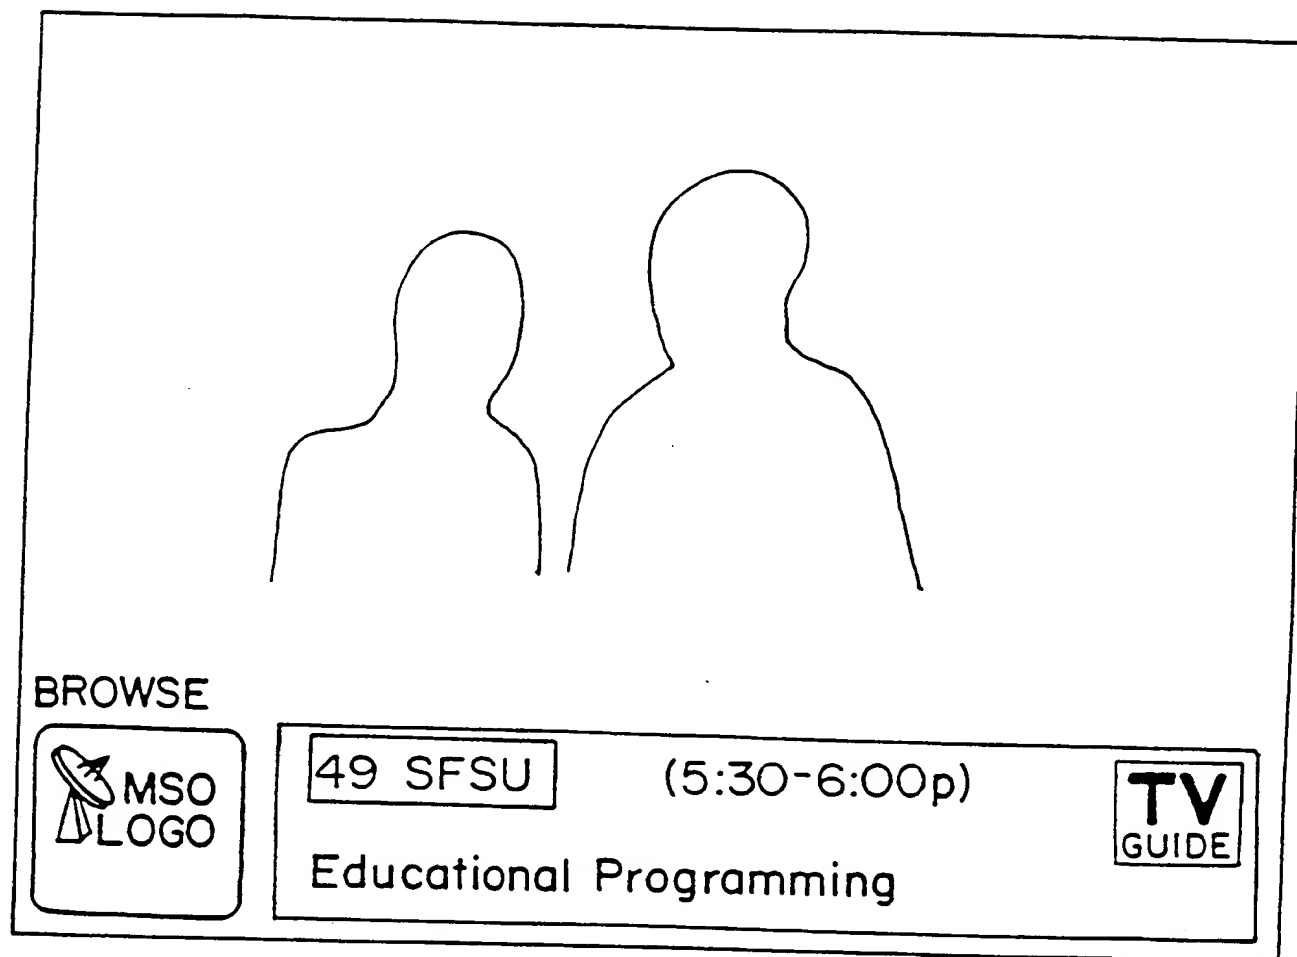 BROWSE
MSO
LOGO
49 SFSU (5:30-6:00p)
Educational Programming
TV
GUIDE